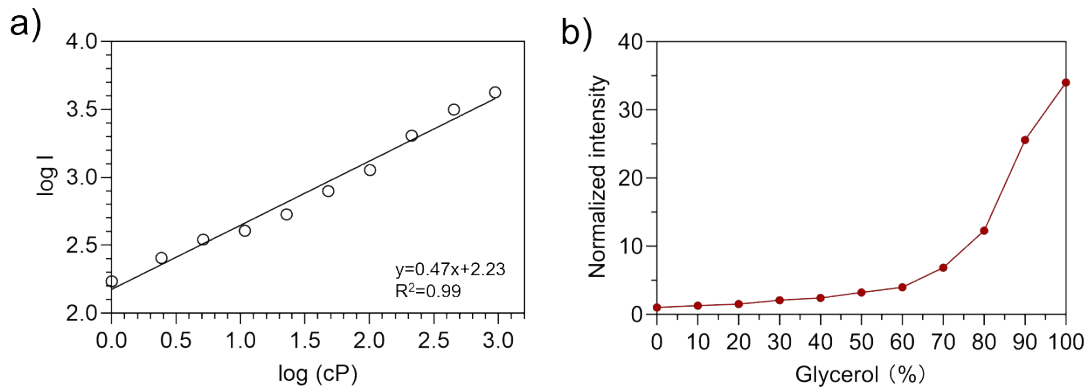 a)
4.0
3.5
3.0
2.5
2.0
log I
y=0.47x+2.23
R²=0.99
0.0 0.5 1.0 1.5 2.0 2.5 3.0
log (cP)
b)
40
30
20
10
0
Normalized intensity
0 10 20 30 40 50 60 70 80 90 100
Glycerol (%)